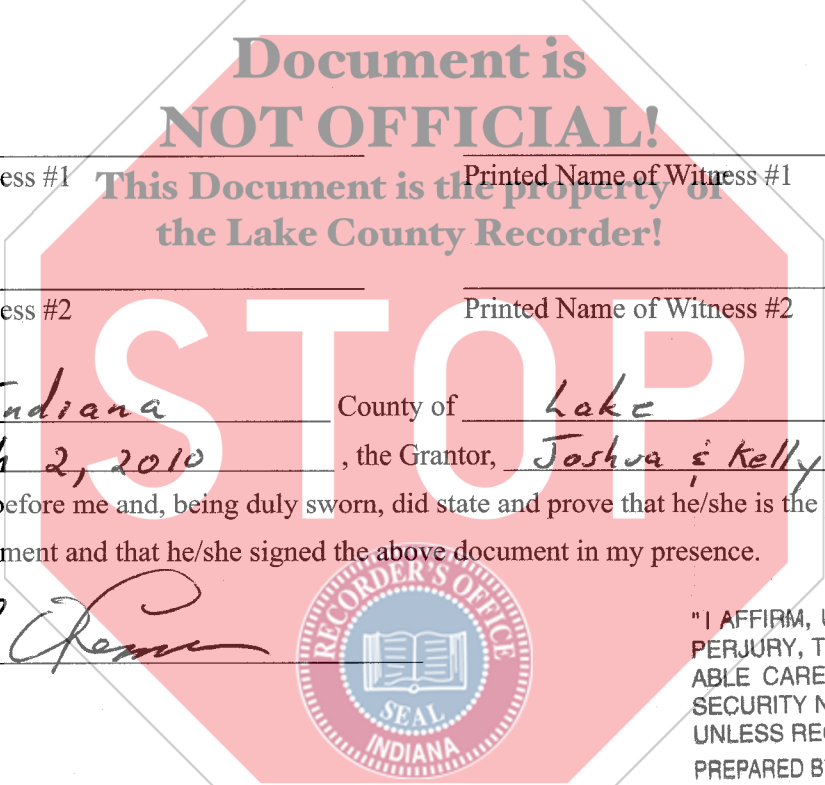 Document is
NOT OFFICIAL!
ess #1 Printed Name of Witness #1
This Document is the property of
the Lake County Recorder!
ess #2 Printed Name of Witness #2
STOP
ndiana County of Lake
h 2, 2010 , the Grantor, Joshua & Kelly
before me and, being duly sworn, did state and prove that he/she is the
ment and that he/she signed the above document in my presence.
RECORDER'S OFFICE
SEAL
INDIANA
"I AFFIRM, U
PERJURY, T
ABLE CARE
SECURITY N
UNLESS RE
PREPARED B